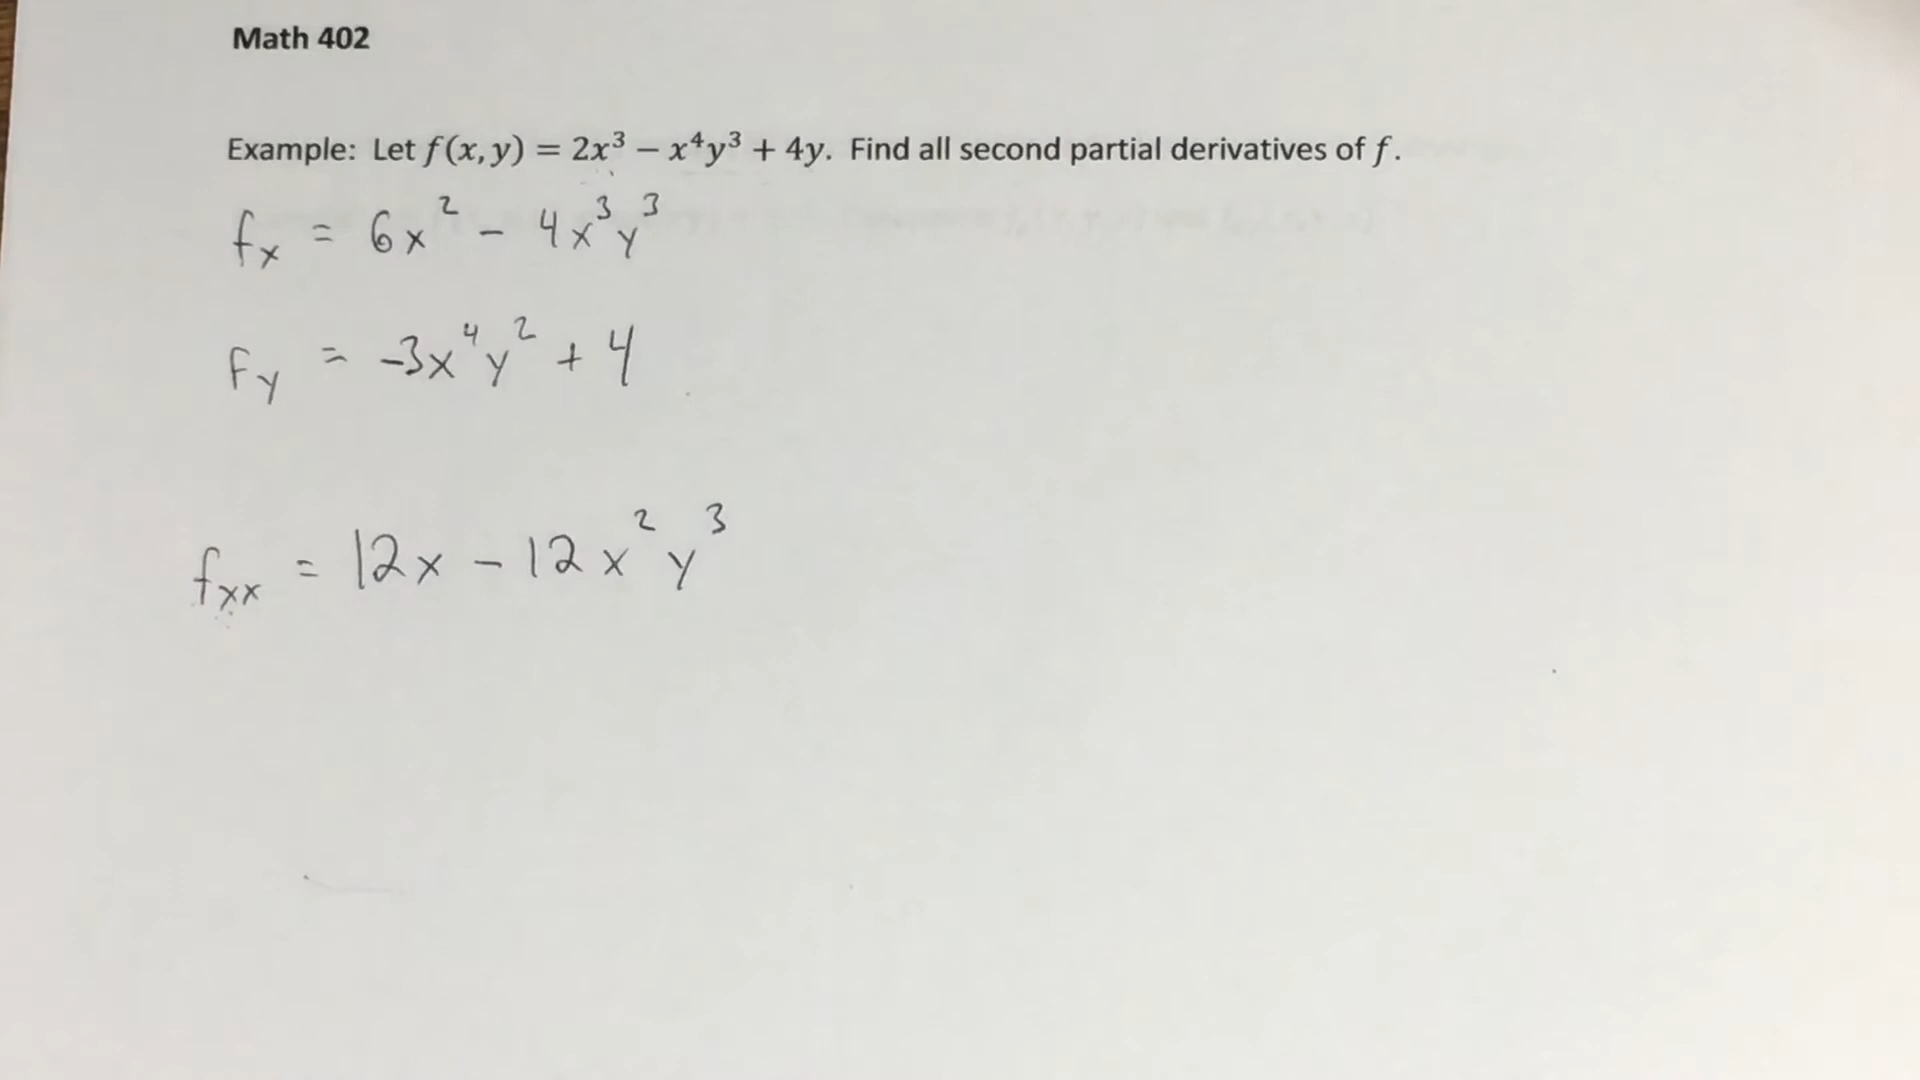 Math 402
Example: Let f(x, y) = 2x³ − x⁴y³ + 4y. Find all second partial derivatives of f.
fₓ = 6x² − 4x³y³
f_y = −3x⁴y² + 4
fₓₓ = 12x − 12x²y³